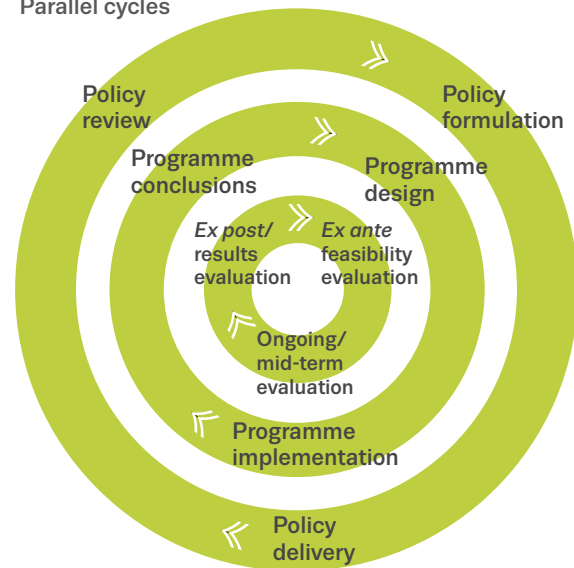 Parallel cycles
Policy
review
Policy
formulation
Programme
conclusions
Programme
design
Ex post/
results
evaluation
Ex ante
feasibility
evaluation
Ongoing/
mid-term
evaluation
Programme
implementation
Policy
delivery